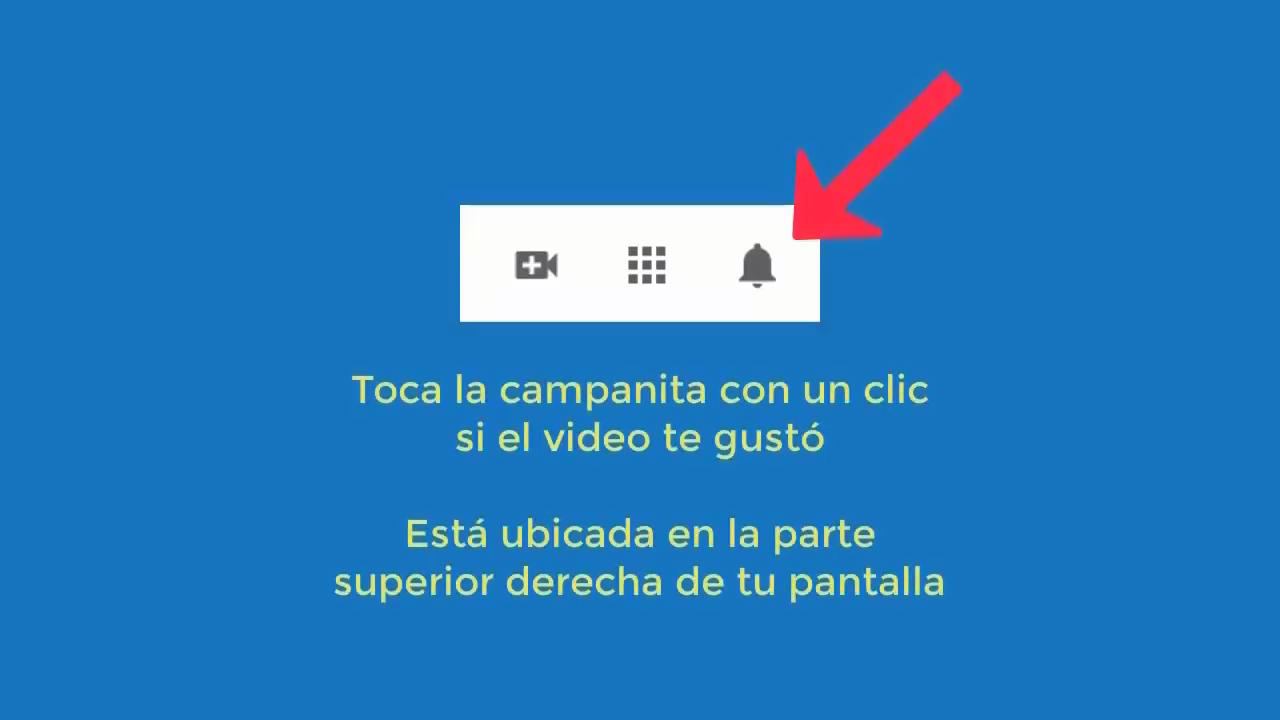 Toca la campanita con un clic
si el video te gustó
Está ubicada en la parte
superior derecha de tu pantalla